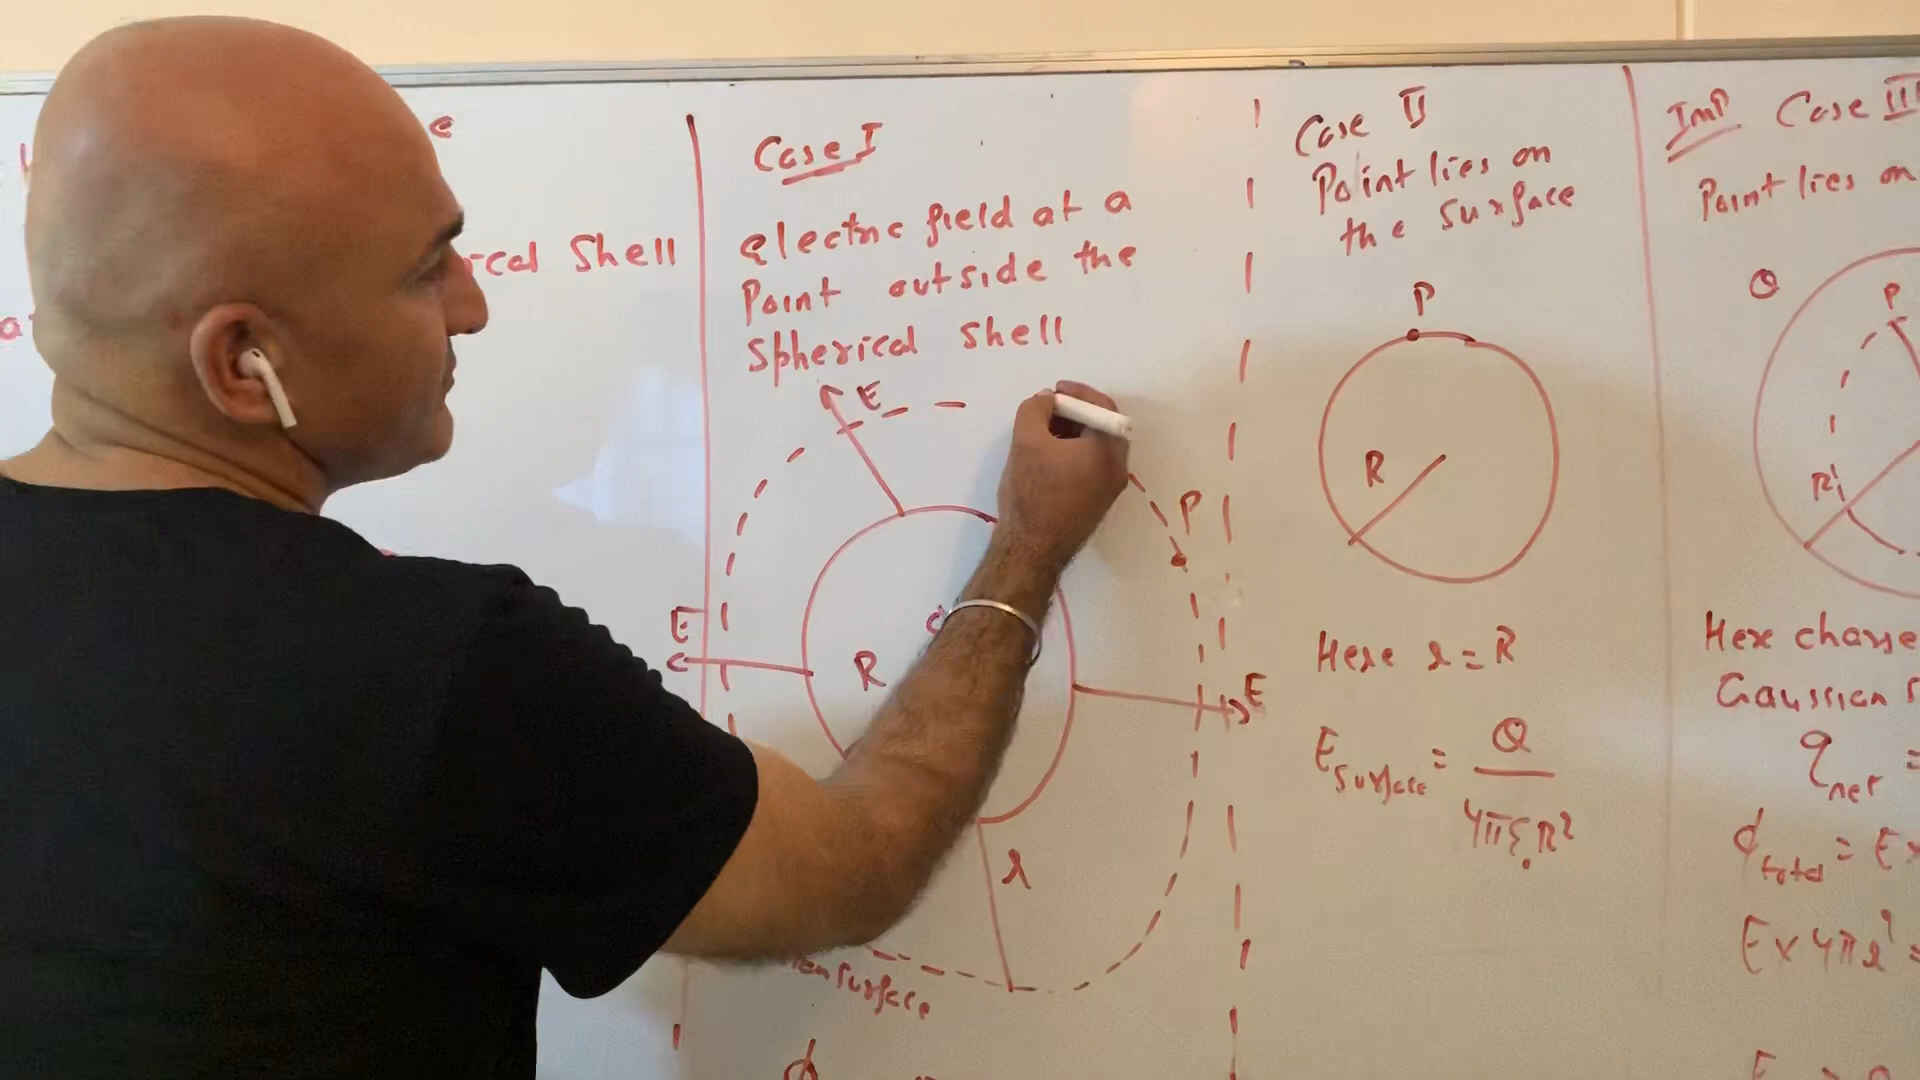 Shell
Case I
electric field at a
Point outside the
Spherical Shell
E
P
E
R
E
r
surface
ϕ
Case II
Point lies on
the surface
P
R
Here r = R
E surface = Q / 4πε₀R²
Imp Case III
Point lies on
Q
P
R
Here charge
Gaussian
q net =
ϕ total = E×
E × 4πr² =